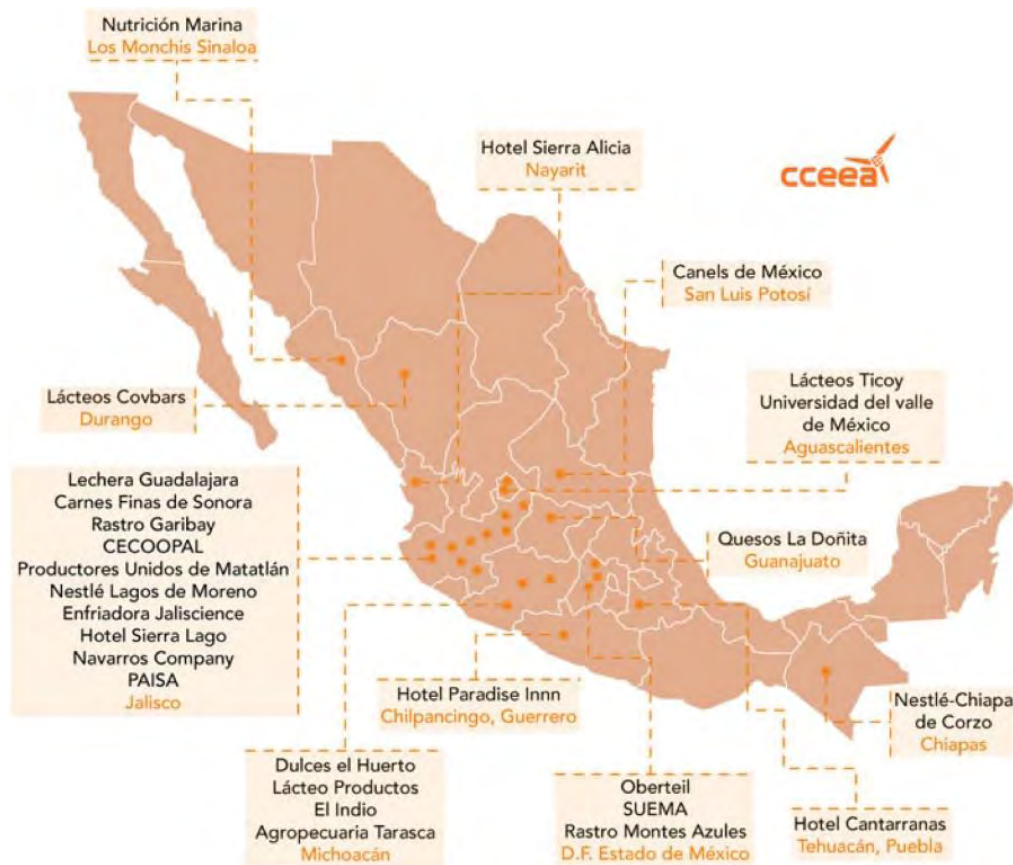 Nutrición Marina
Los Monchis Sinaloa
Hotel Sierra Alicia
Nayarit
cceea
Canels de México
San Luis Potosí
Lácteos Covbars
Durango
Lácteos Ticoy
Universidad del valle
de México
Aguascalientes
Lechera Guadalajara
Carnes Finas de Sonora
Rastro Garibay
CECOOPAL
Productores Unidos de Matatlán
Nestlé Lagos de Moreno
Enfriadora Jaliscience
Hotel Sierra Lago
Navarros Company
PAISA
Jalisco
Quesos La Doñita
Guanajuato
Hotel Paradise Innn
Chilpancingo, Guerrero
Nestlé-Chiapa
de Corzo
Chiapas
Dulces el Huerto
Lácteo Productos
El Indio
Agropecuaria Tarasca
Michoacán
Oberteil
SUEMA
Rastro Montes Azules
D.F. Estado de México
Hotel Cantarranas
Tehuacán, Puebla